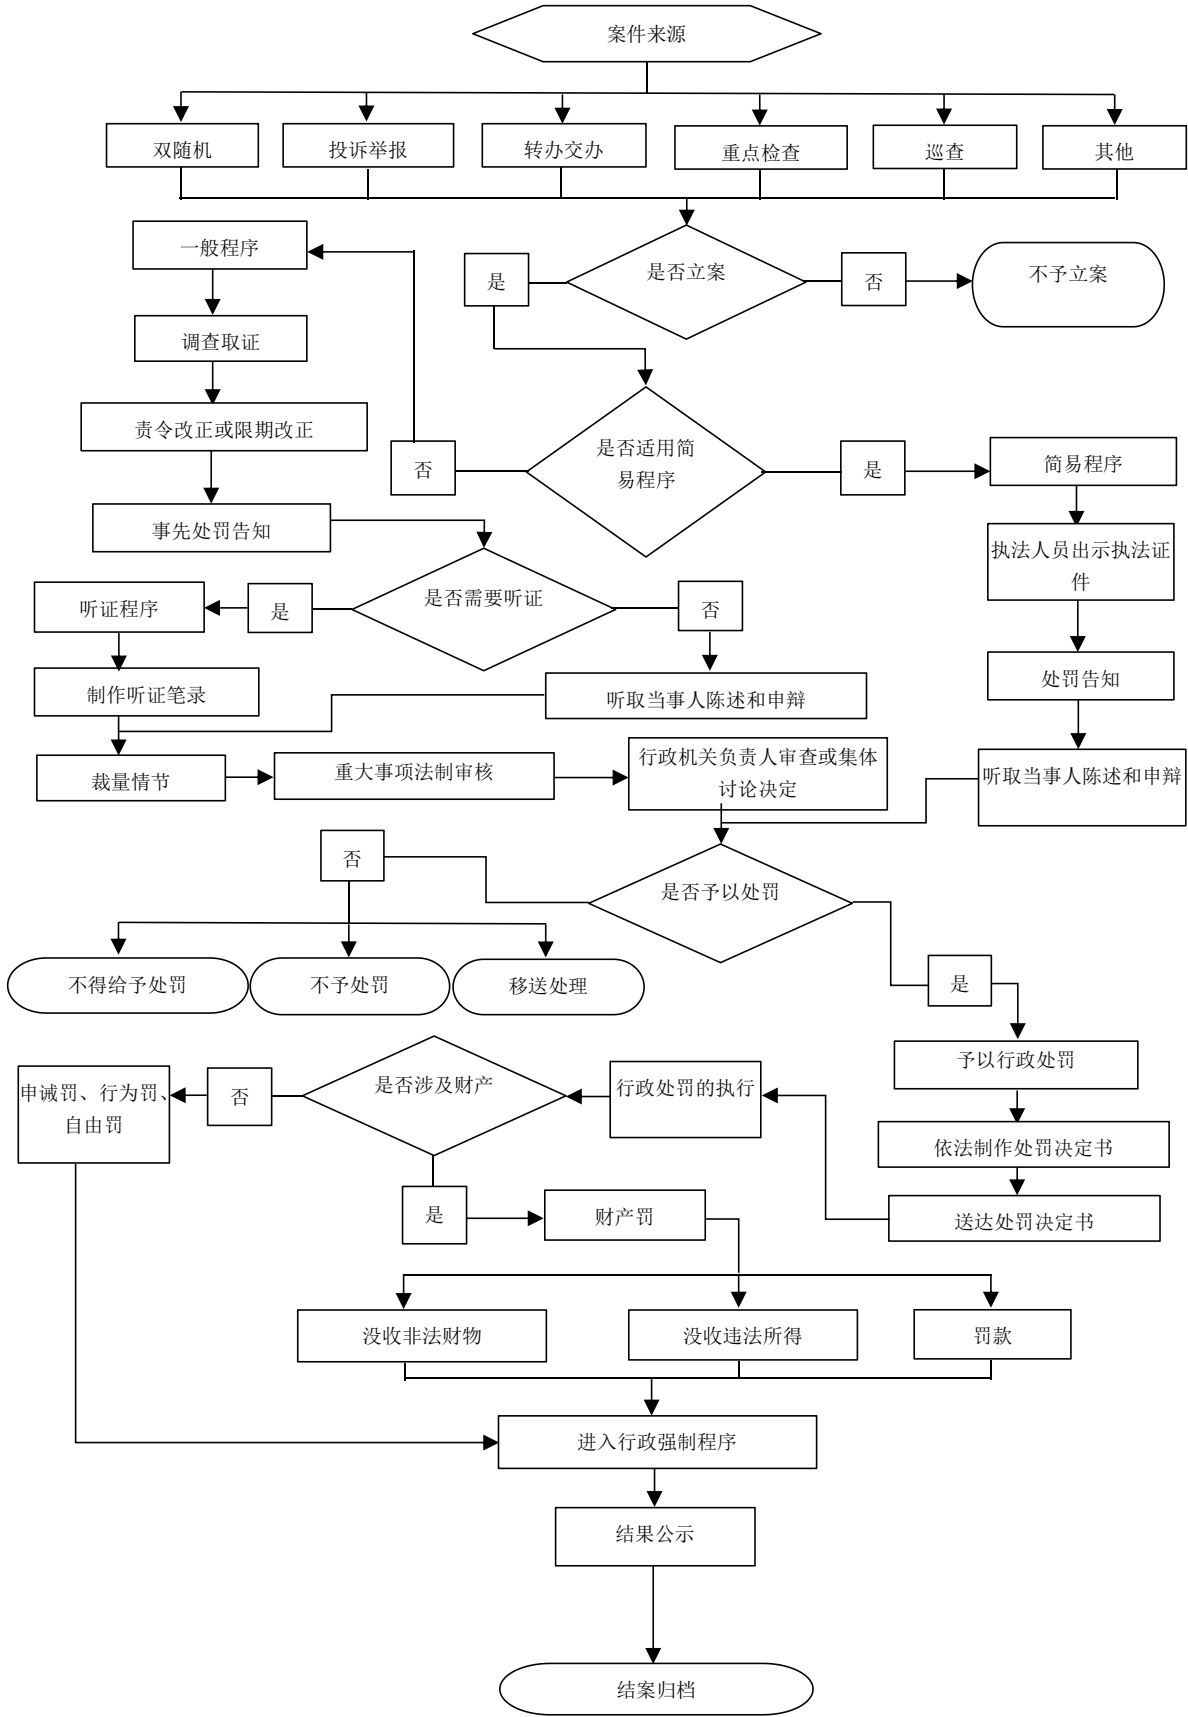 案件来源
双随机
投诉举报
转办交办
重点检查
巡查
其他
一般程序
是否立案
是
否
不予立案
调查取证
责令改正或限期改正
是否适用简
易程序
否
是
简易程序
事先处罚告知
执法人员出示执法证
件
是否需要听证
听证程序
是
否
制作听证笔录
听取当事人陈述和申辩
处罚告知
裁量情节
重大事项法制审核
行政机关负责人审查或集体
讨论决定
听取当事人陈述和申辩
否
是否予以处罚
不得给予处罚
不予处罚
移送处理
是
予以行政处罚
申诫罚、行为罚、
自由罚
否
是否涉及财产
行政处罚的执行
依法制作处罚决定书
是
财产罚
送达处罚决定书
没收非法财物
没收违法所得
罚款
进入行政强制程序
结果公示
结案归档